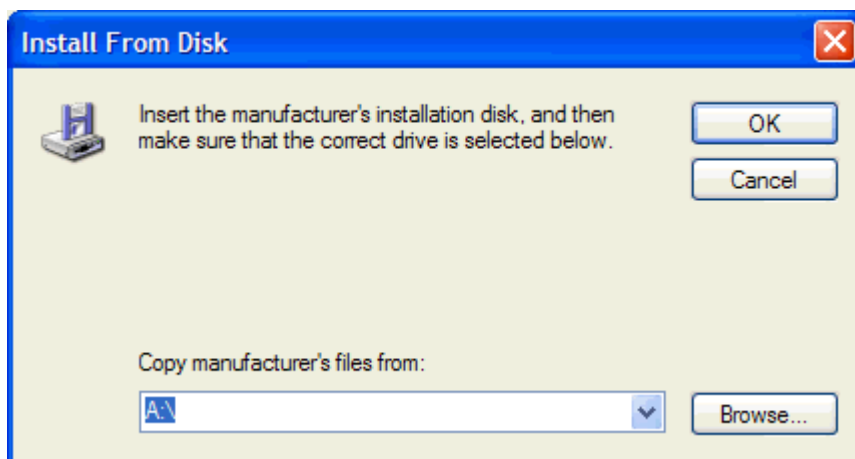 Install From Disk
Insert the manufacturer's installation disk, and then
make sure that the correct drive is selected below.
OK
Cancel
Copy manufacturer's files from:
A:\
Browse...